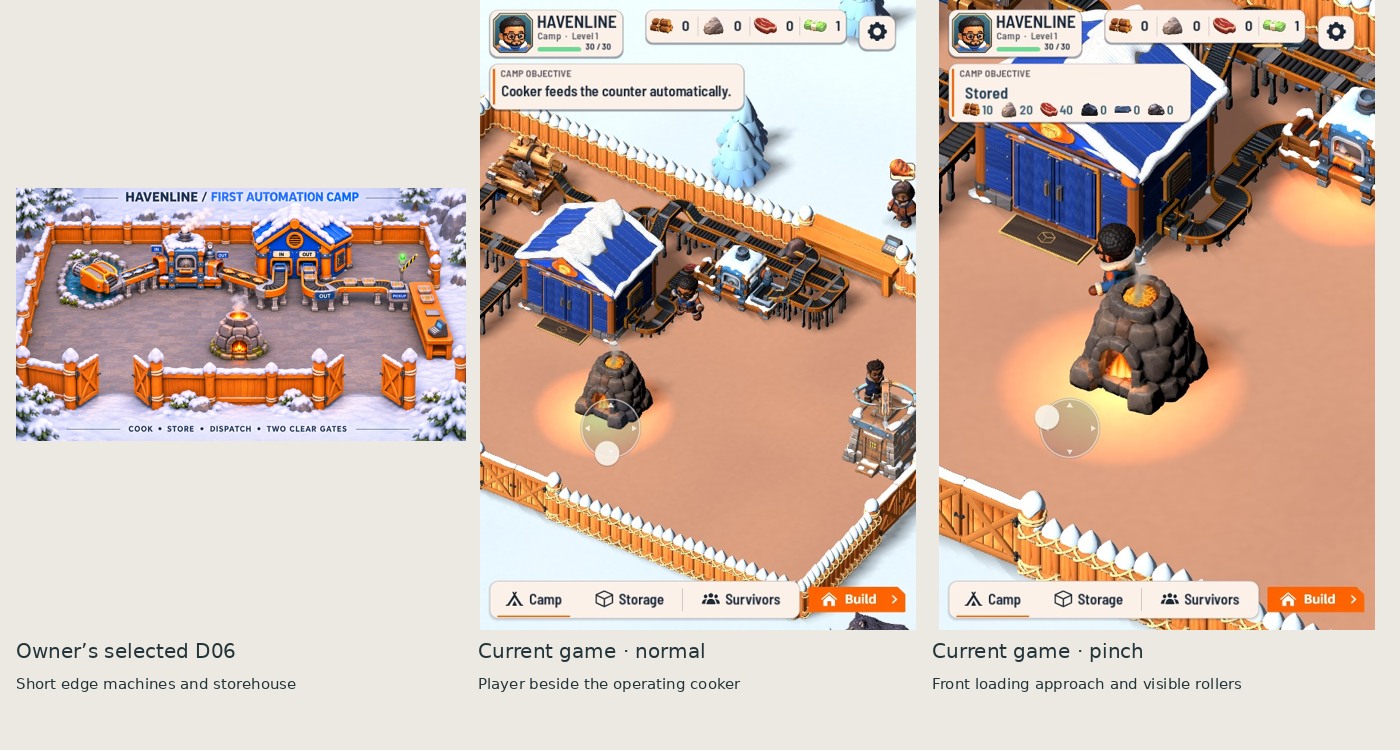 HAVENLINE / FIRST AUTOMATION CAMP
IN
OUT
IN OUT
OUT
PICKUP
COOK • STORE • DISPATCH • TWO CLEAR GATES
Owner’s selected D06
Short edge machines and storehouse
HAVENLINE
Camp · Level 1
30 / 30
0 0 0 1
CAMP OBJECTIVE
Cooker feeds the counter automatically.
Camp Storage Survivors Build
Current game · normal
Player beside the operating cooker
HAVENLINE
Camp · Level 1
30 / 30
0 0 0 1
CAMP OBJECTIVE
Stored
10 20 40 0 0 0
Camp Storage Survivors Build
Current game · pinch
Front loading approach and visible rollers